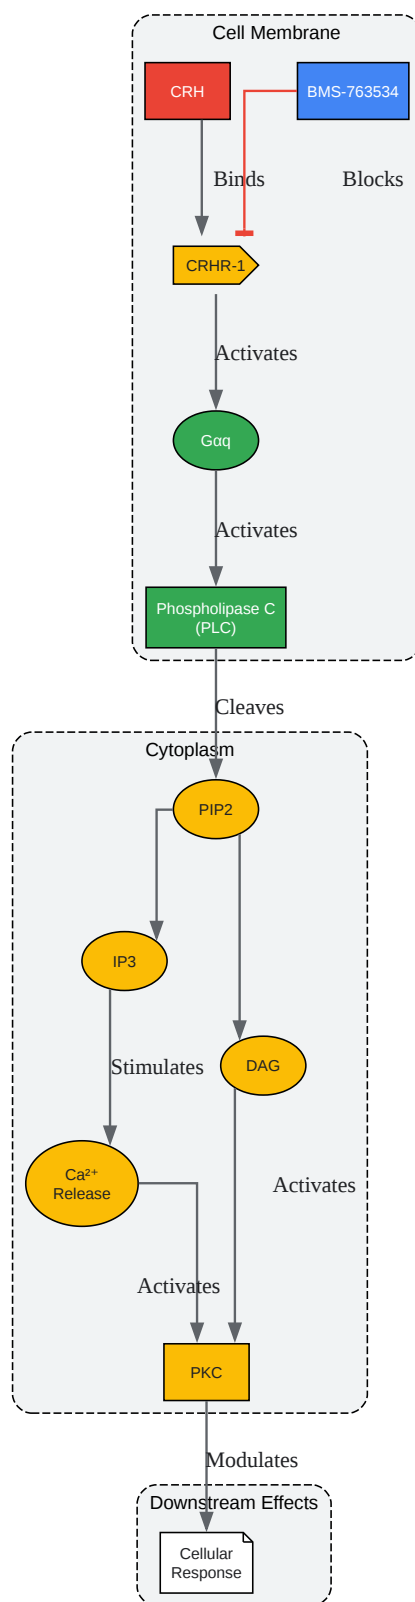 Cell Membrane
CRH
BMS-763534
Binds
Blocks
CRHR-1
Activates
Gαq
Activates
Phospholipase C
(PLC)
Cleaves
Cytoplasm
PIP2
IP3
Stimulates
DAG
Ca²⁺
Release
Activates
Activates
PKC
Modulates
Downstream Effects
Cellular
Response